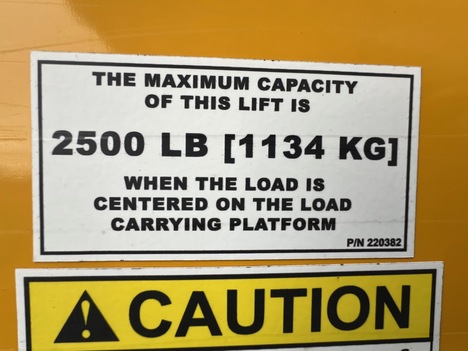 THE MAXIMUM CAPACITY
OF THIS LIFT IS
2500 LB [1134 KG]
WHEN THE LOAD IS
CENTERED ON THE LOAD
CARRYING PLATFORM
P/N 220382
CAUTION